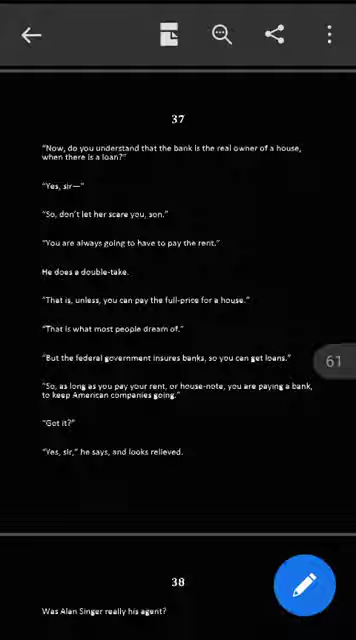 37
“Now, do you understand that the bank is the real owner of a house,
when there is a loan?”
“Yes, sir—”
“So, don’t let her scare you, son.”
“You are always going to have to pay the rent.”
He does a double-take.
“That is, unless, you can pay the full-price for a house.”
“That is what most people dream of.”
“But the federal government insures banks, so you can get loans.”
61
“So, as long as you pay your rent, or house-note, you are paying a bank,
to keep American companies going.”
“Got it?”
“Yes, sir,” he says, and looks relieved.
38
Was Alan Singer really his agent?